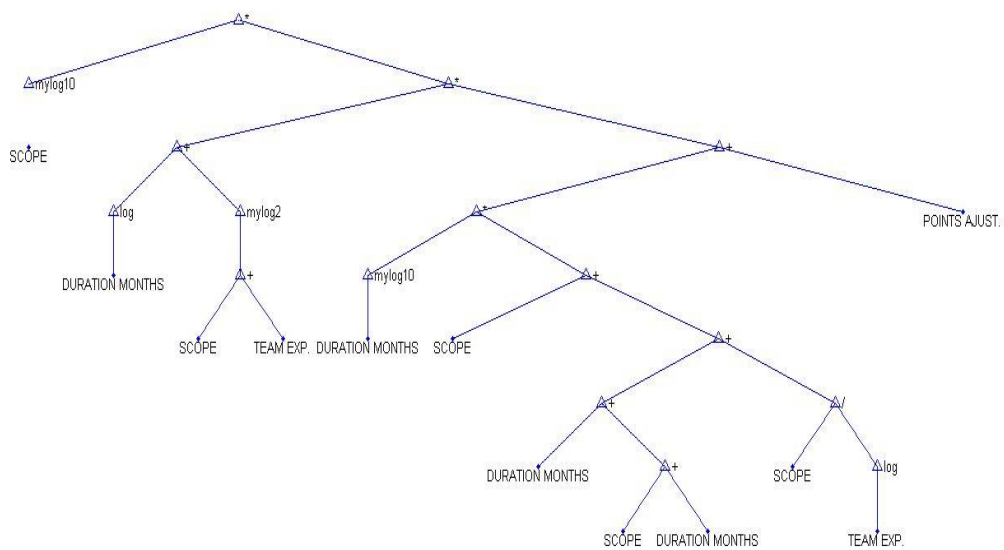 *
mylog10
*
SCOPE
+
+
log
mylog2
*
POINTS AJUST.
DURATION MONTHS
+
mylog10
+
SCOPE
TEAM EXP.
DURATION MONTHS
SCOPE
+
+
/
DURATION MONTHS
+
SCOPE
log
SCOPE
DURATION MONTHS
TEAM EXP.